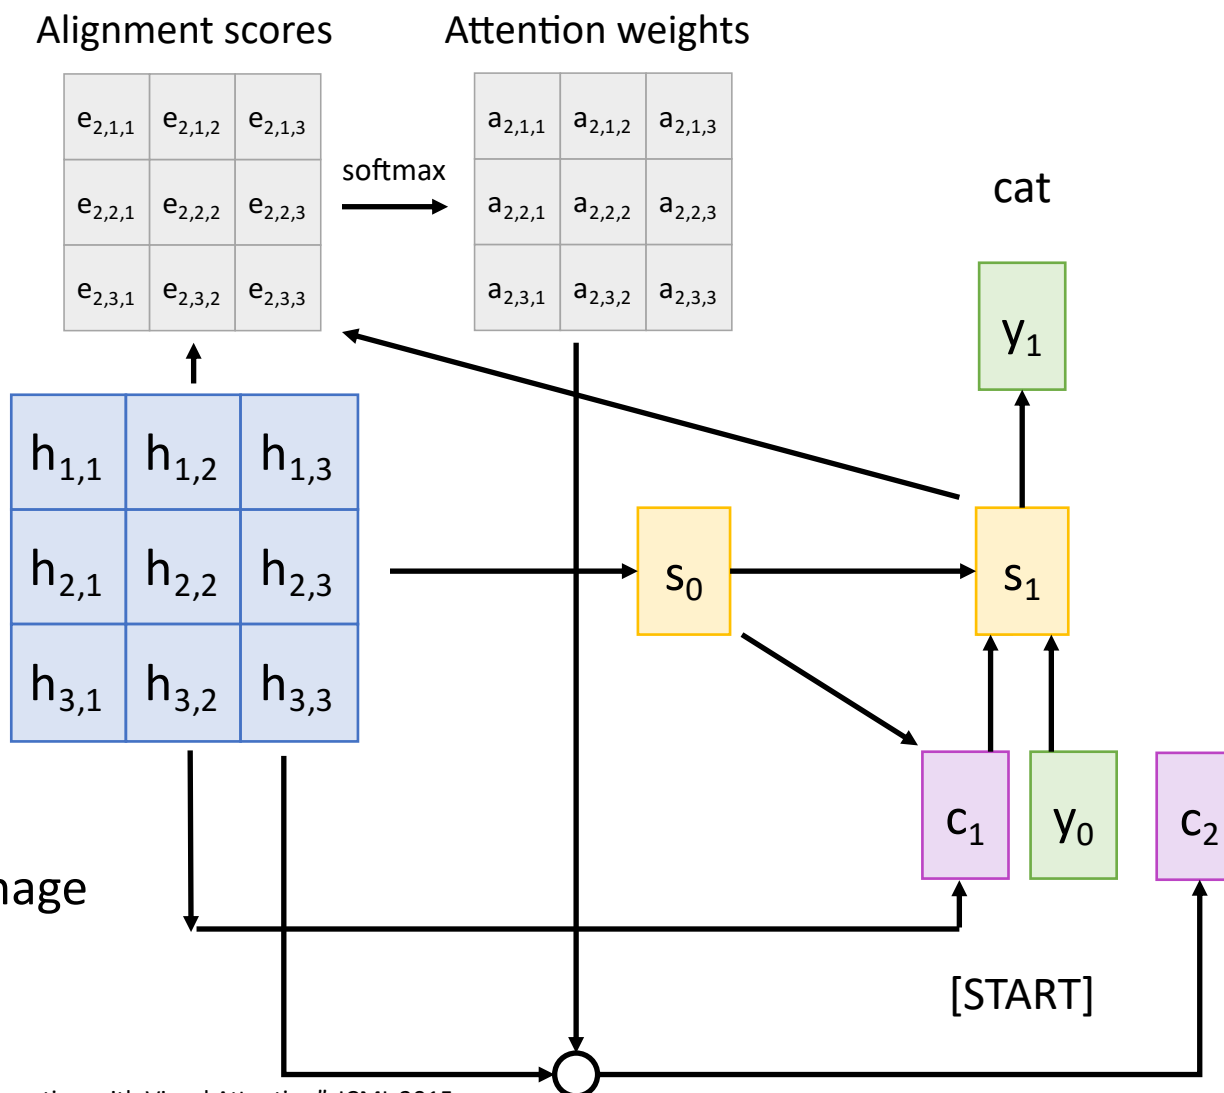 Alignment scores
Attention weights
e2,1,1 e2,1,2 e2,1,3
a2,1,1 a2,1,2 a2,1,3
softmax
e2,2,1 e2,2,2 e2,2,3
a2,2,1 a2,2,2 a2,2,3
cat
e2,3,1 e2,3,2 e2,3,3
a2,3,1 a2,3,2 a2,3,3
y1
h1,1 h1,2 h1,3
h2,1 h2,2 h2,3
s0
s1
h3,1 h3,2 h3,3
c1
y0
c2
[START]